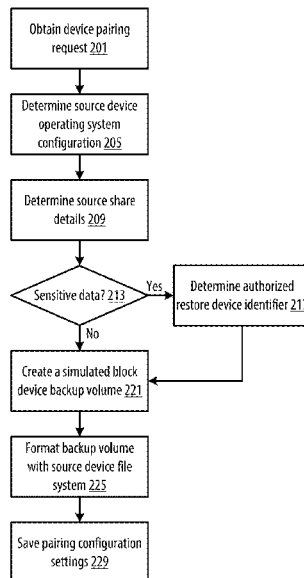 Obtain device pairing
request 201
Determine source device
operating system
configuration 205
Determine source share
details 209
Sensitive data? 213
Yes
Determine authorized
restore device identifier 217
No
Create a simulated block
device backup volume 221
Format backup volume
with source device file
system 225
Save pairing configuration
settings 229